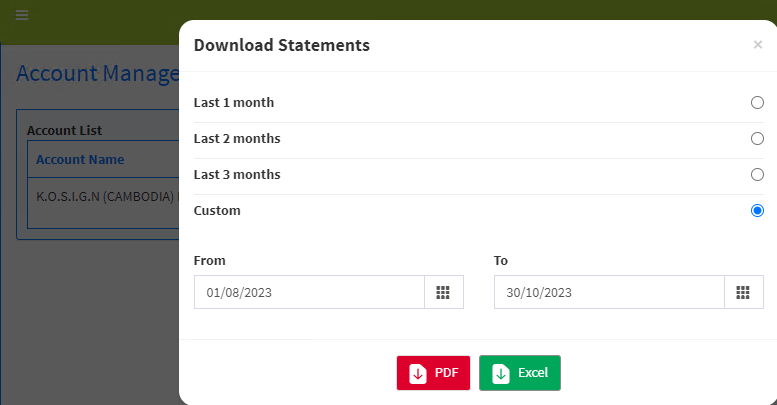 Download Statements
Account Manage
Last 1 month
Account List
Last 2 months
Account Name
Last 3 months
K.O.S.I.G.N (CAMBODIA)
Custom
From
To
01/08/2023
30/10/2023
PDF
Excel